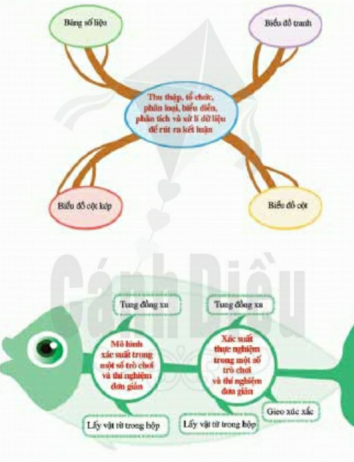 Bảng số liệu
Biểu đồ tranh
Thu thập, tổ chức,
phân loại, biểu diễn,
phân tích và xử lí dữ liệu
để rút ra kết luận
Biểu đồ cột kép
Biểu đồ cột
Cánh Diều
Tung đồng xu
Tung đồng xu
Mô hình
xác suất trong
một số trò chơi
và thí nghiệm
đơn giản
Xác suất
thực nghiệm
trong một số
trò chơi
và thí nghiệm
đơn giản
Gieo xúc xắc
Lấy vật từ trong hộp
Lấy vật từ trong hộp